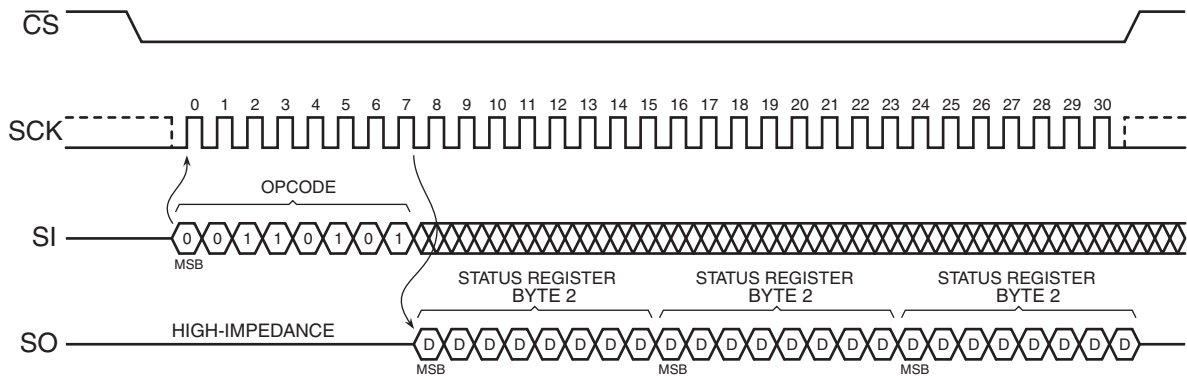 CS
SCK
0 1 2 3 4 5 6 7 8 9 10 11 12 13 14 15 16 17 18 19 20 21 22 23 24 25 26 27 28 29 30
OPCODE
SI
0 0 1 1 0 1 0 1
MSB
STATUS REGISTER
BYTE 2
STATUS REGISTER
BYTE 2
STATUS REGISTER
BYTE 2
SO
HIGH-IMPEDANCE
D D D D D D D D D D D D D D D D D D D D D D D D
MSB MSB MSB